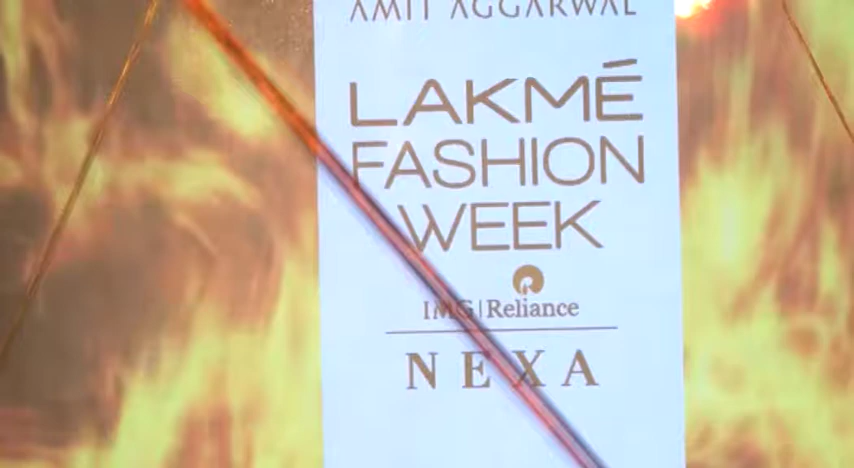 AMIT AGGARWAL
LAKMÉ
FASHION
WEEK
IMG|Reliance
NEXA